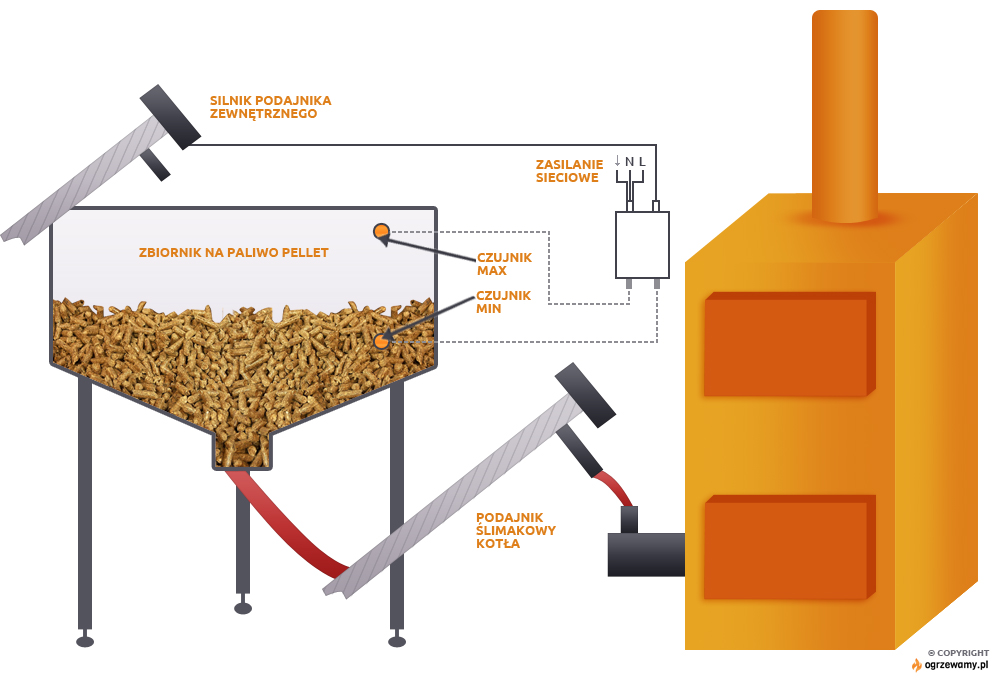 SILNIK PODAJNIKA
ZEWNĘTRZNEGO
ZASILANIE
SIECIOWE
↓ N L
ZBIORNIK NA PALIWO PELLET
CZUJNIK
MAX
CZUJNIK
MIN
PODAJNIK
ŚLIMAKOWY
KOTŁA
© COPYRIGHT
ogrzewamy.pl